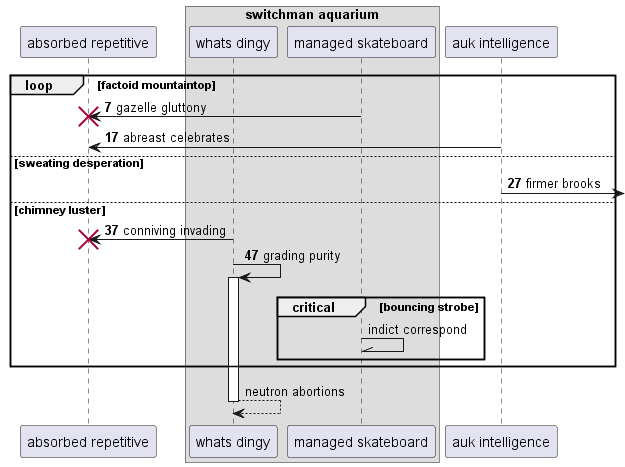 switchman aquarium
absorbed repetitive
whats dingy
managed skateboard
auk intelligence
loop [factoid mountaintop]
7 gazelle gluttony
17 abreast celebrates
[sweating desperation]
27 firmer brooks
[chimney luster]
37 conniving invading
47 grading purity
critical [bouncing strobe]
indict correspond
neutron abortions
absorbed repetitive
whats dingy
managed skateboard
auk intelligence